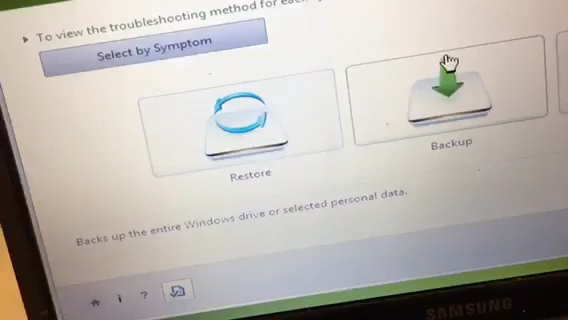 To view the troubleshooting method for
Select by Symptom
Restore
Backup
Backs up the entire Windows drive or selected personal data.
i
?
SAMSUNG